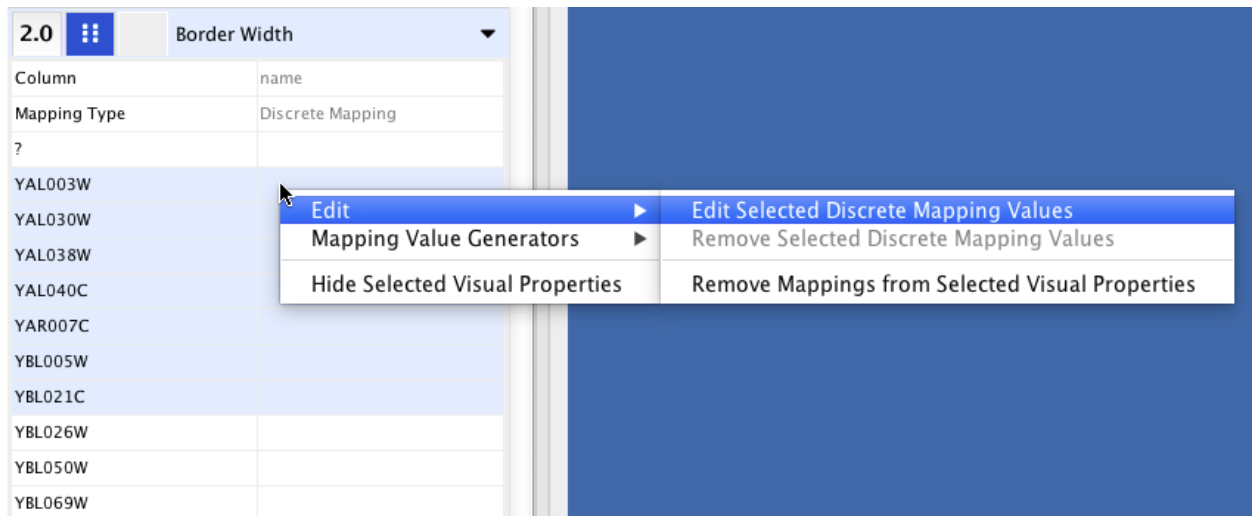 2.0 Border Width
Column name
Mapping Type Discrete Mapping
?
YAL003W
YAL030W
YAL038W
YAL040C
YAR007C
YBL005W
YBL021C
YBL026W
YBL050W
YBL069W
Edit
Mapping Value Generators
Hide Selected Visual Properties
Edit Selected Discrete Mapping Values
Remove Selected Discrete Mapping Values
Remove Mappings from Selected Visual Properties